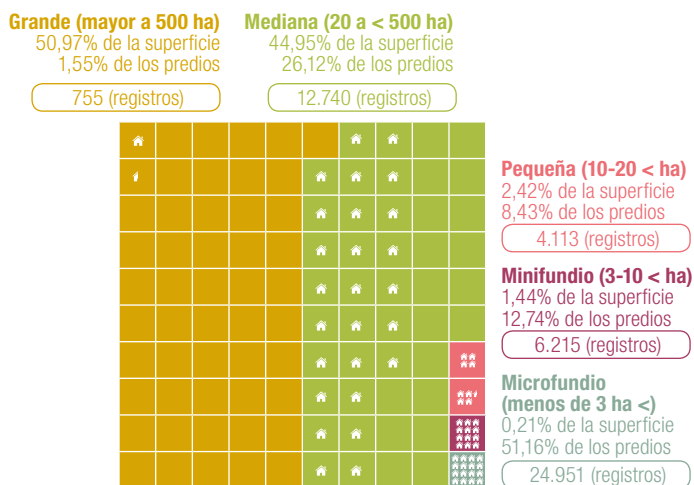 Grande (mayor a 500 ha)
50,97% de la superficie
1,55% de los predios
755 (registros)
Mediana (20 a < 500 ha)
44,95% de la superficie
26,12% de los predios
12.740 (registros)
Pequeña (10-20 < ha)
2,42% de la superficie
8,43% de los predios
4.113 (registros)
Minifundio (3-10 < ha)
1,44% de la superficie
12,74% de los predios
6.215 (registros)
Microfundio
(menos de 3 ha <)
0,21% de la superficie
51,16% de los predios
24.951 (registros)